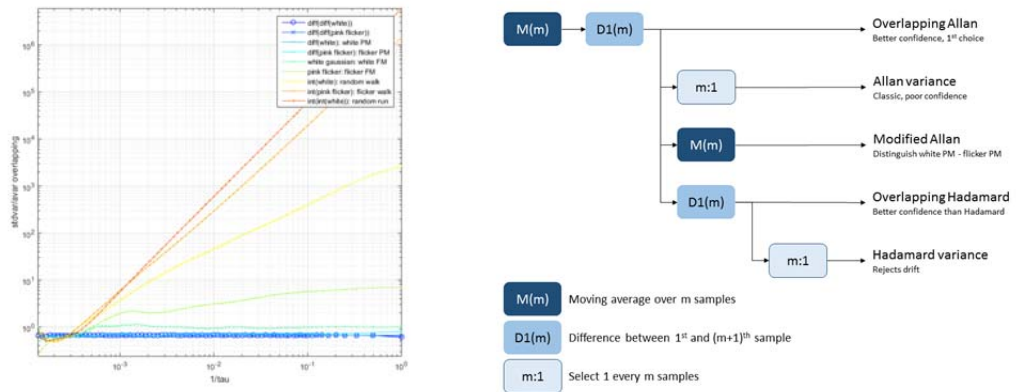 diff(diff(white))
diff(diff(pink flicker))
diff(white): white PM
diff(pink flicker): flicker PM
white gaussian: white FM
pink flicker: flicker FM
int(white): random walk
int(pink flicker): flicker walk
int(int(white)): random run
stdvar/avar overlapping
10^6
10^5
10^4
10^3
10^2
10^1
10^0
10^-3
10^-2
10^-1
10^0
1/tau
M(m)
D1(m)
Overlapping Allan
Better confidence, 1st choice
m:1
Allan variance
Classic, poor confidence
M(m)
Modified Allan
Distinguish white PM - flicker PM
D1(m)
Overlapping Hadamard
Better confidence than Hadamard
m:1
Hadamard variance
Rejects drift
M(m)
Moving average over m samples
D1(m)
Difference between 1st and (m+1)th sample
m:1
Select 1 every m samples